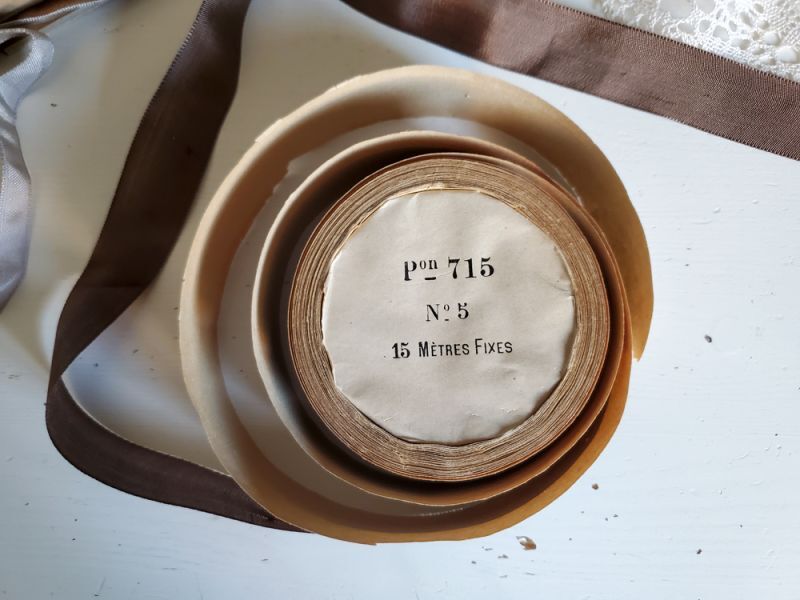 Pon 715
Nº 5
15 MÈTRES FIXES